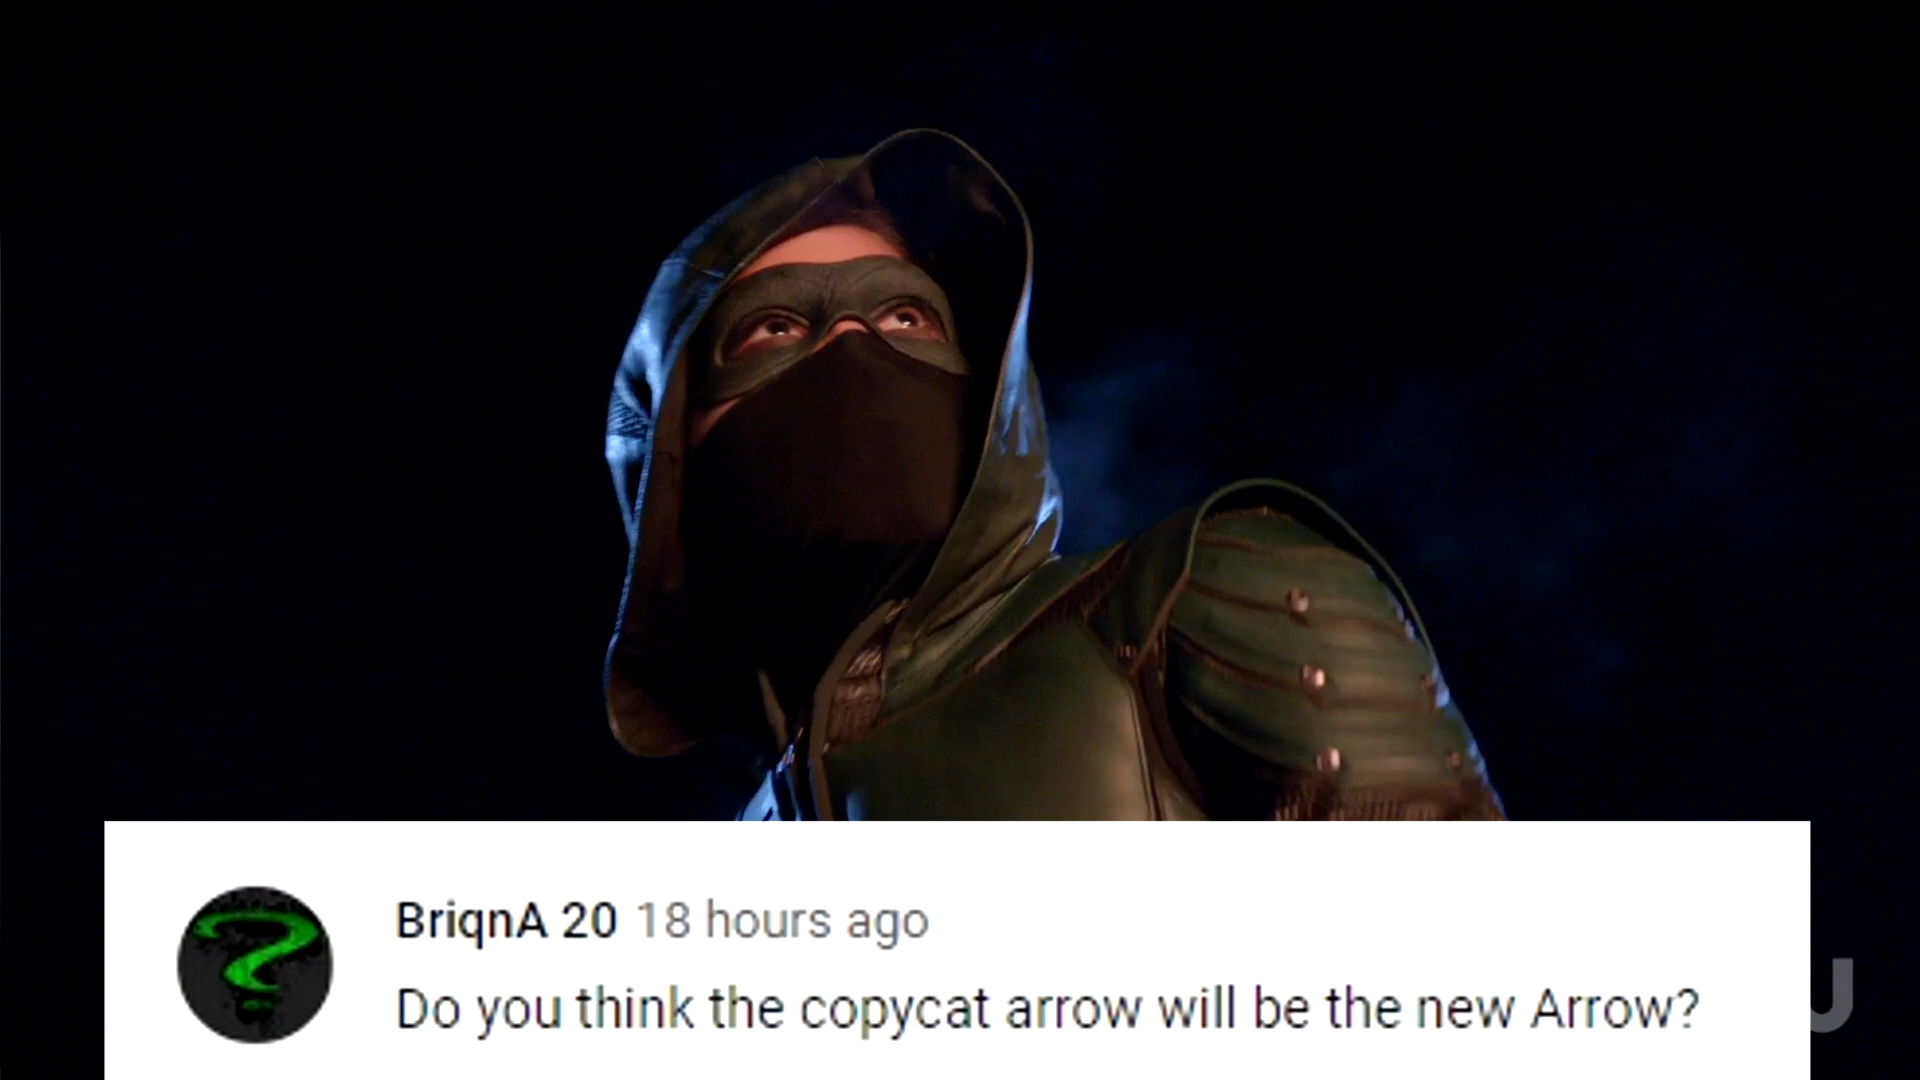 BriqnA 20 18 hours ago
Do you think the copycat arrow will be the new Arrow?